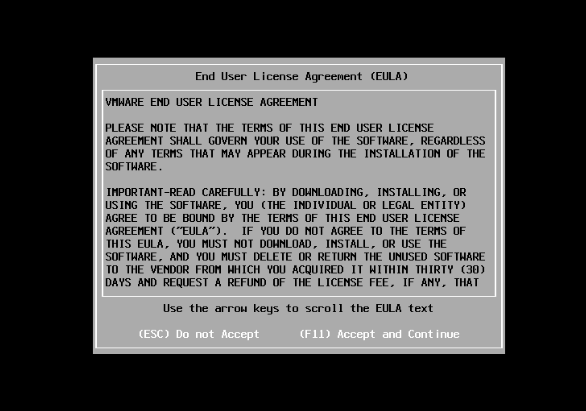 End User License Agreement (EULA)
VMWARE END USER LICENSE AGREEMENT
PLEASE NOTE THAT THE TERMS OF THIS END USER LICENSE
AGREEMENT SHALL GOVERN YOUR USE OF THE SOFTWARE, REGARDLESS
OF ANY TERMS THAT MAY APPEAR DURING THE INSTALLATION OF THE
SOFTWARE.
IMPORTANT-READ CAREFULLY: BY DOWNLOADING, INSTALLING, OR
USING THE SOFTWARE, YOU (THE INDIVIDUAL OR LEGAL ENTITY)
AGREE TO BE BOUND BY THE TERMS OF THIS END USER LICENSE
AGREEMENT ("EULA"). IF YOU DO NOT AGREE TO THE TERMS OF
THIS EULA, YOU MUST NOT DOWNLOAD, INSTALL, OR USE THE
SOFTWARE, AND YOU MUST DELETE OR RETURN THE UNUSED SOFTWARE
TO THE VENDOR FROM WHICH YOU ACQUIRED IT WITHIN THIRTY (30)
DAYS AND REQUEST A REFUND OF THE LICENSE FEE, IF ANY, THAT
Use the arrow keys to scroll the EULA text
(ESC) Do not Accept (F11) Accept and Continue